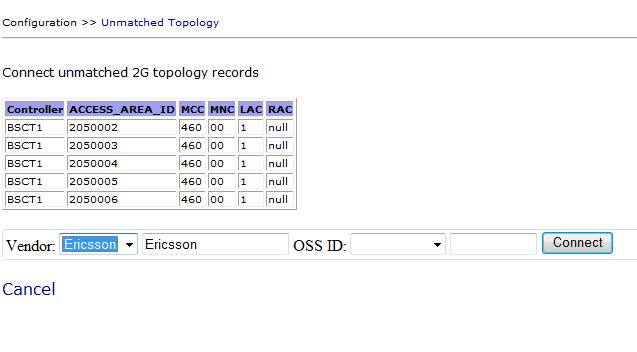 Configuration >> Unmatched Topology
Connect unmatched 2G topology records
Controller ACCESS_AREA_ID MCC MNC LAC RAC
BSCT1 2050002 460 00 1 null
BSCT1 2050003 460 00 1 null
BSCT1 2050004 460 00 1 null
BSCT1 2050005 460 00 1 null
BSCT1 2050006 460 00 1 null
Vendor: Ericsson Ericsson OSS ID: Connect
Cancel